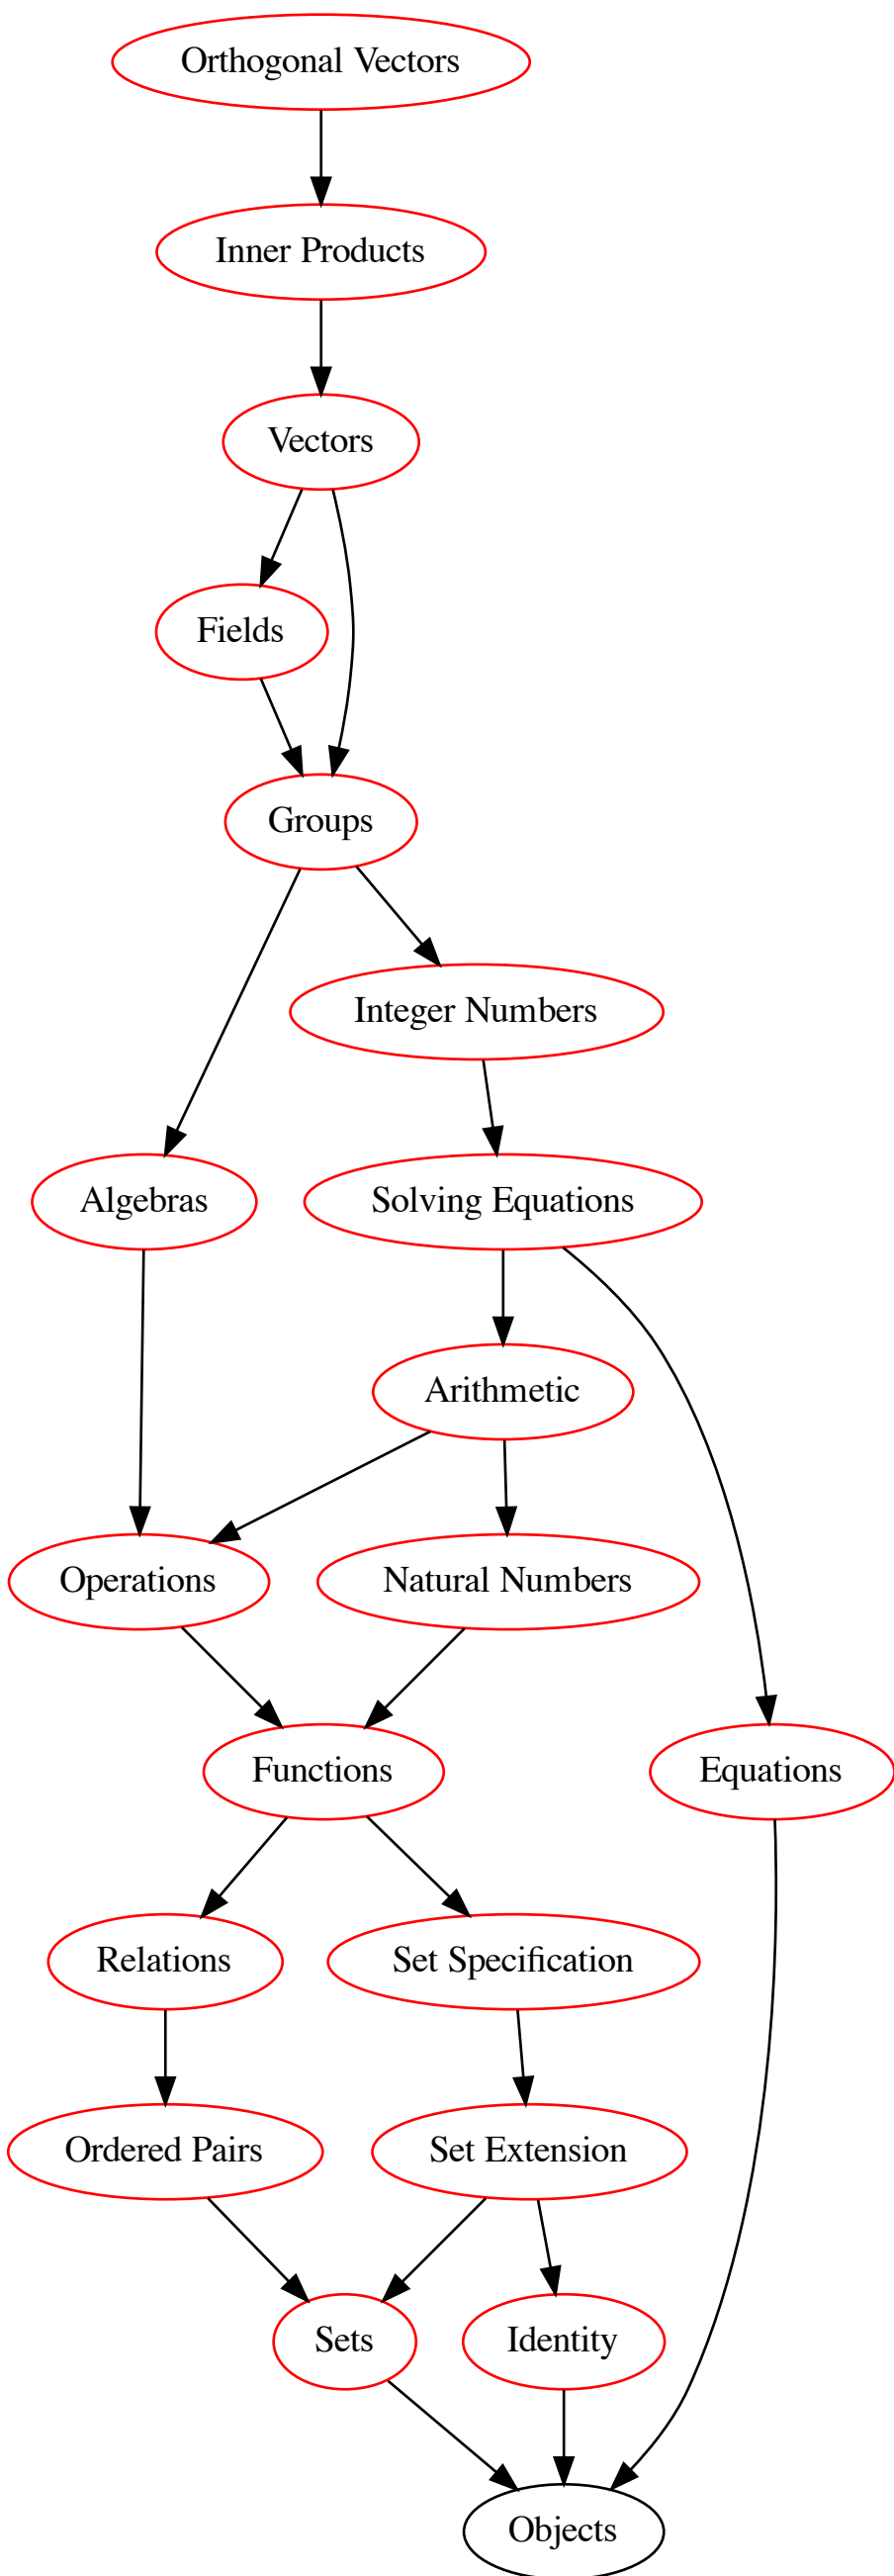 Orthogonal Vectors
Inner Products
Vectors
Fields
Groups
Integer Numbers
Algebras
Solving Equations
Arithmetic
Operations
Natural Numbers
Functions
Equations
Relations
Set Specification
Ordered Pairs
Set Extension
Sets
Identity
Objects